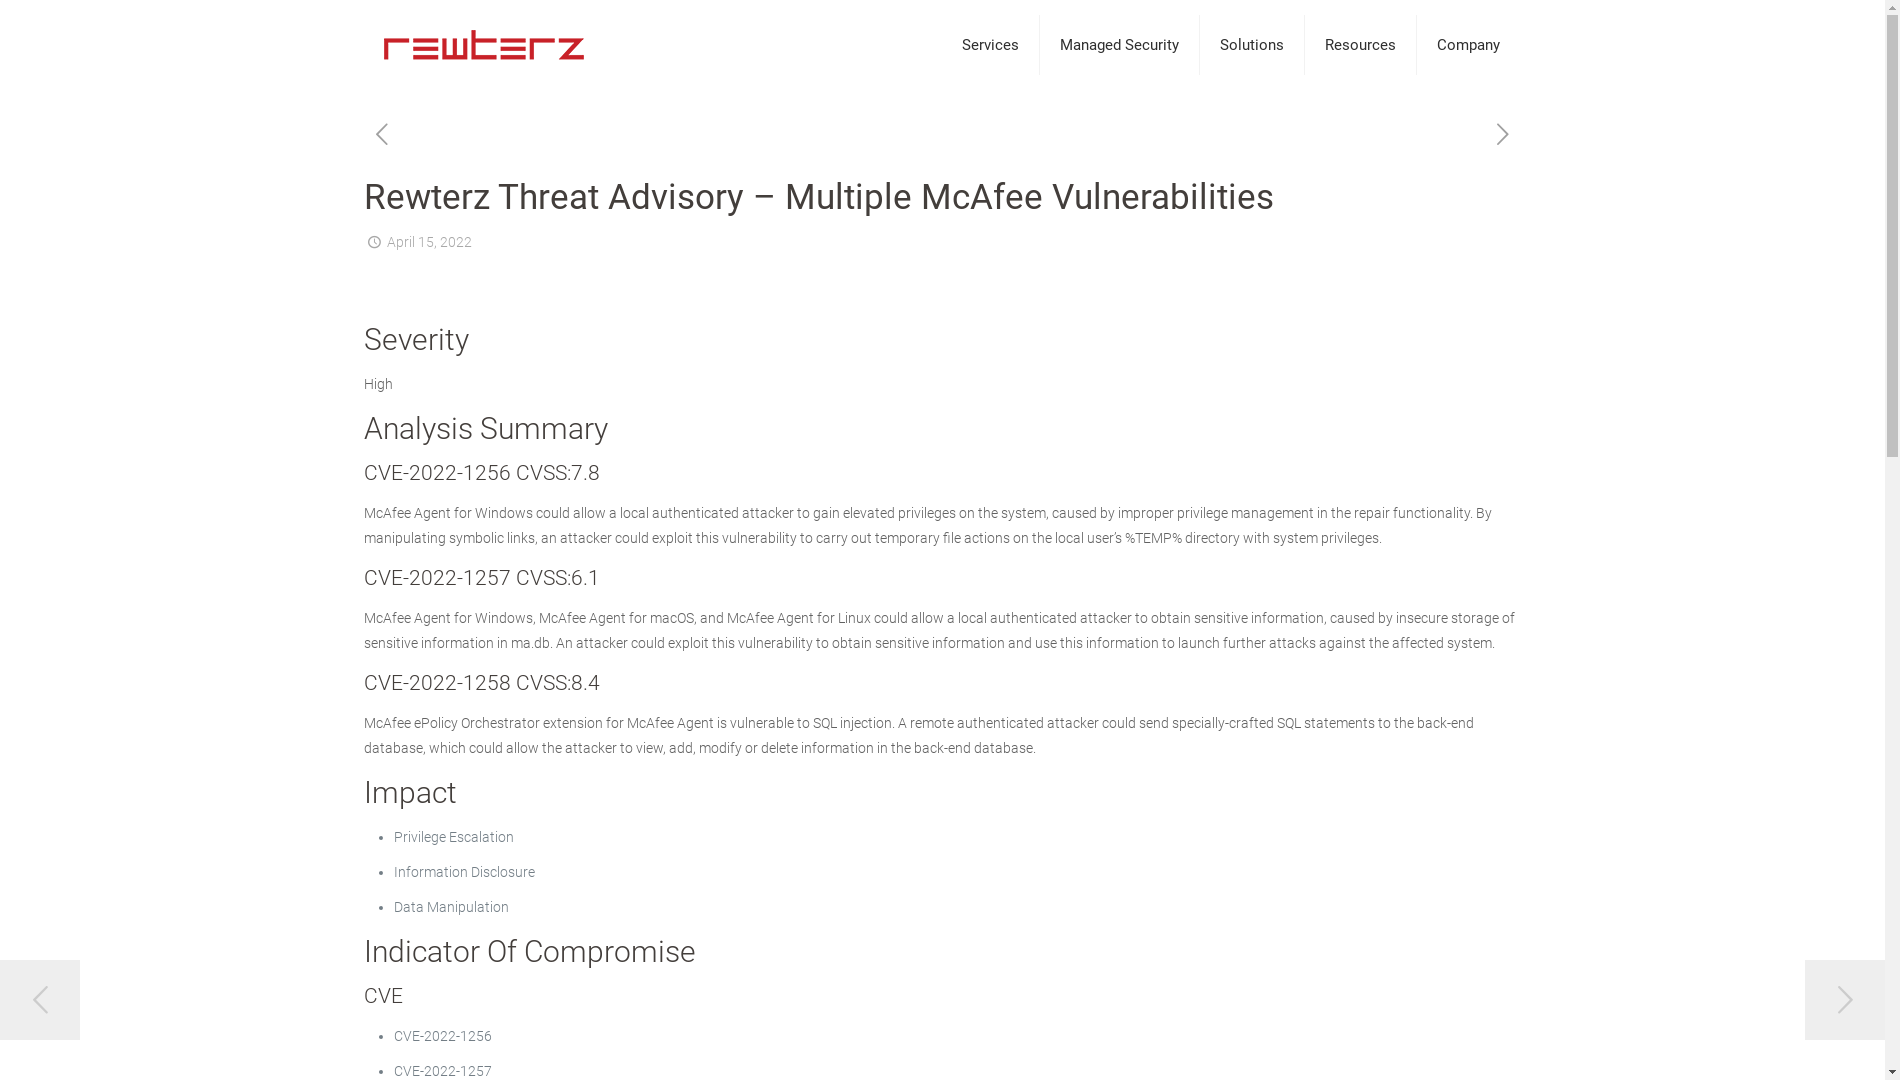 rewterz
Services
Managed Security
Solutions
Resources
Company
Rewterz Threat Advisory – Multiple McAfee Vulnerabilities
April 15, 2022
Severity
High
Analysis Summary
CVE-2022-1256 CVSS:7.8
McAfee Agent for Windows could allow a local authenticated attacker to gain elevated privileges on the system, caused by improper privilege management in the repair functionality. By
manipulating symbolic links, an attacker could exploit this vulnerability to carry out temporary file actions on the local user’s %TEMP% directory with system privileges.
CVE-2022-1257 CVSS:6.1
McAfee Agent for Windows, McAfee Agent for macOS, and McAfee Agent for Linux could allow a local authenticated attacker to obtain sensitive information, caused by insecure storage of
sensitive information in ma.db. An attacker could exploit this vulnerability to obtain sensitive information and use this information to launch further attacks against the affected system.
CVE-2022-1258 CVSS:8.4
McAfee ePolicy Orchestrator extension for McAfee Agent is vulnerable to SQL injection. A remote authenticated attacker could send specially-crafted SQL statements to the back-end
database, which could allow the attacker to view, add, modify or delete information in the back-end database.
Impact
Privilege Escalation
Information Disclosure
Data Manipulation
Indicator Of Compromise
CVE
CVE-2022-1256
CVE-2022-1257